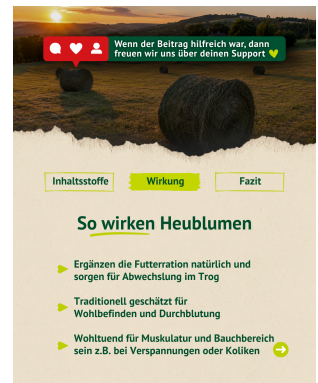 Wenn der Beitrag hilfreich war, dann
freuen wir uns über deinen Support
Inhaltsstoffe
Wirkung
Fazit
So wirken Heublumen
Ergänzen die Futterration natürlich und
sorgen für Abwechslung im Trog
Traditionell geschätzt für
Wohlbefinden und Durchblutung
Wohltuend für Muskulatur und Bauchbereich
sein z.B. bei Verspannungen oder Koliken